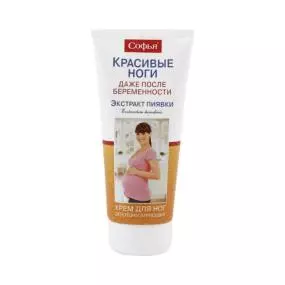 Софья
КРАСИВЫЕ
НОГИ
ДАЖЕ ПОСЛЕ
БЕРЕМЕННОСТИ
ЭКСТРАКТ ПИЯВКИ
КРЕМ ДЛЯ НОГ